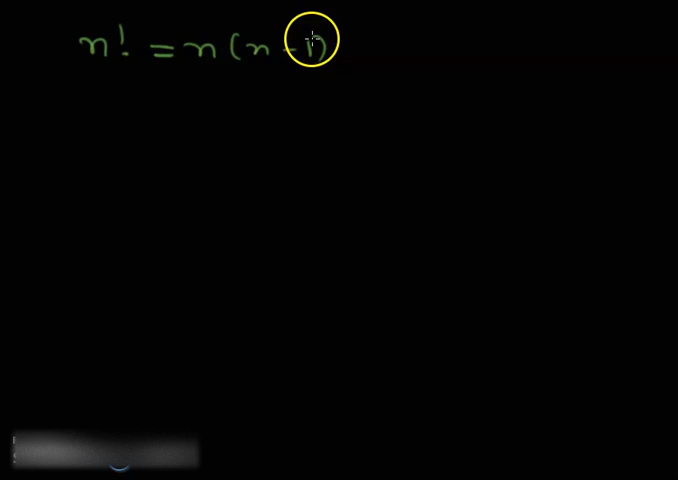 n! = n(n-1)